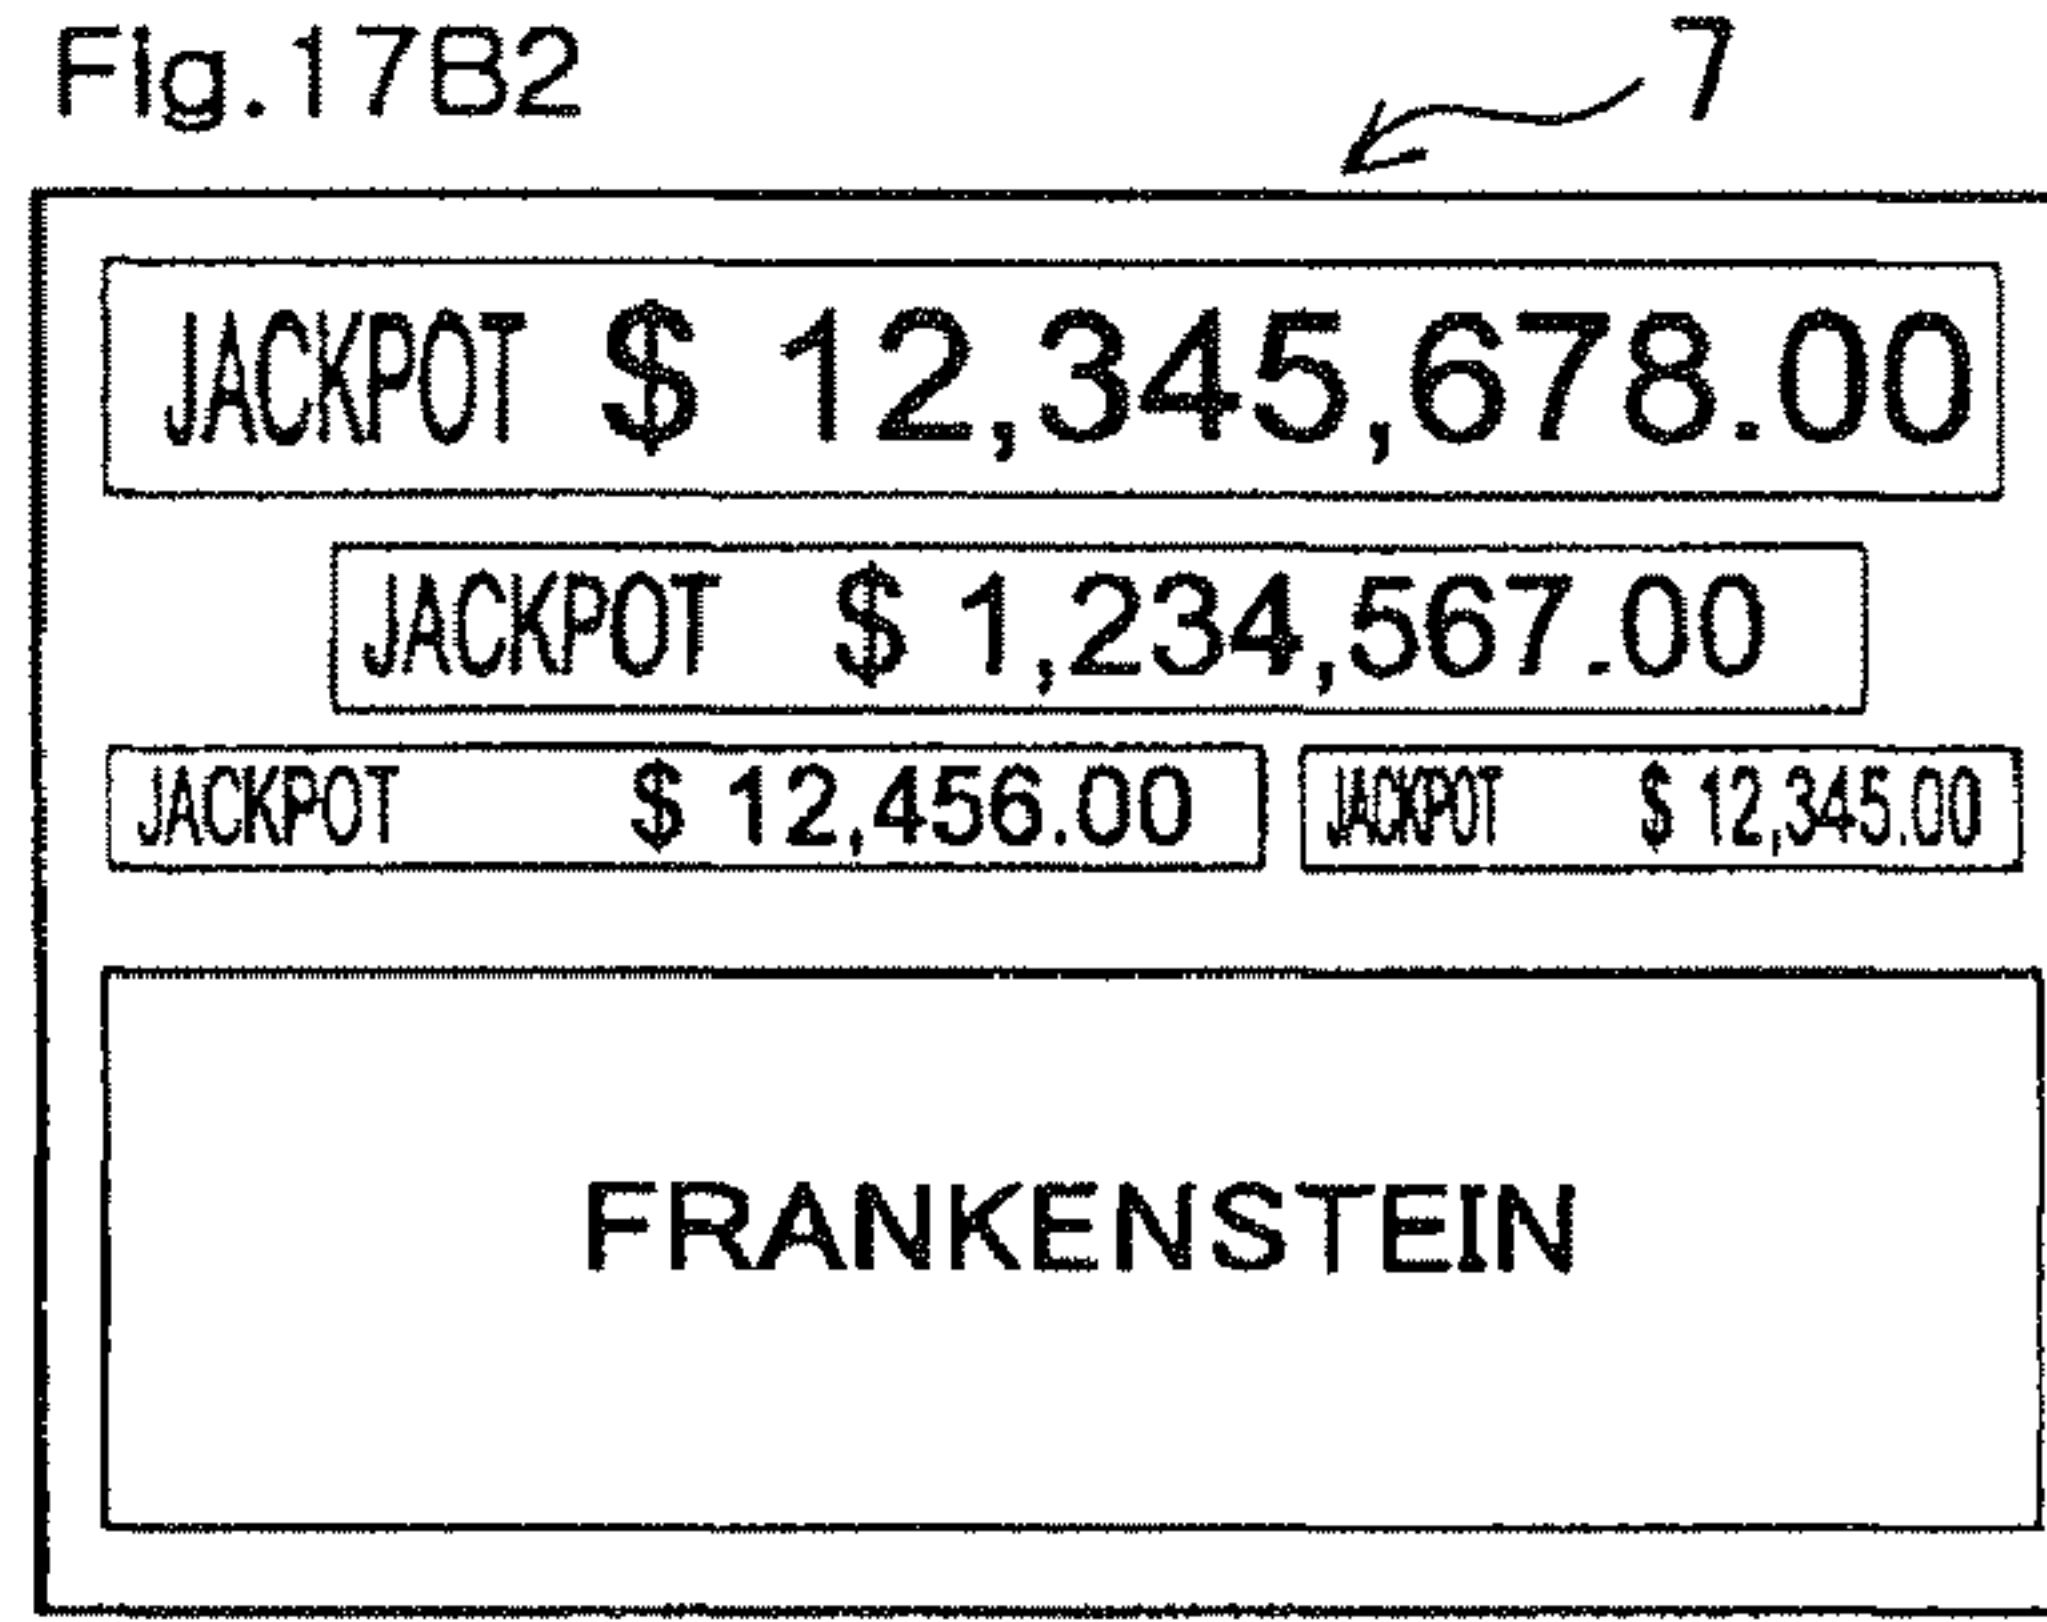 Fig.17B2
7
JACKPOT $ 12,345,678.00
JACKPOT $ 1,234,567.00
JACKPOT $ 12,456.00
JACKPOT $ 12,345.00
FRANKENSTEIN